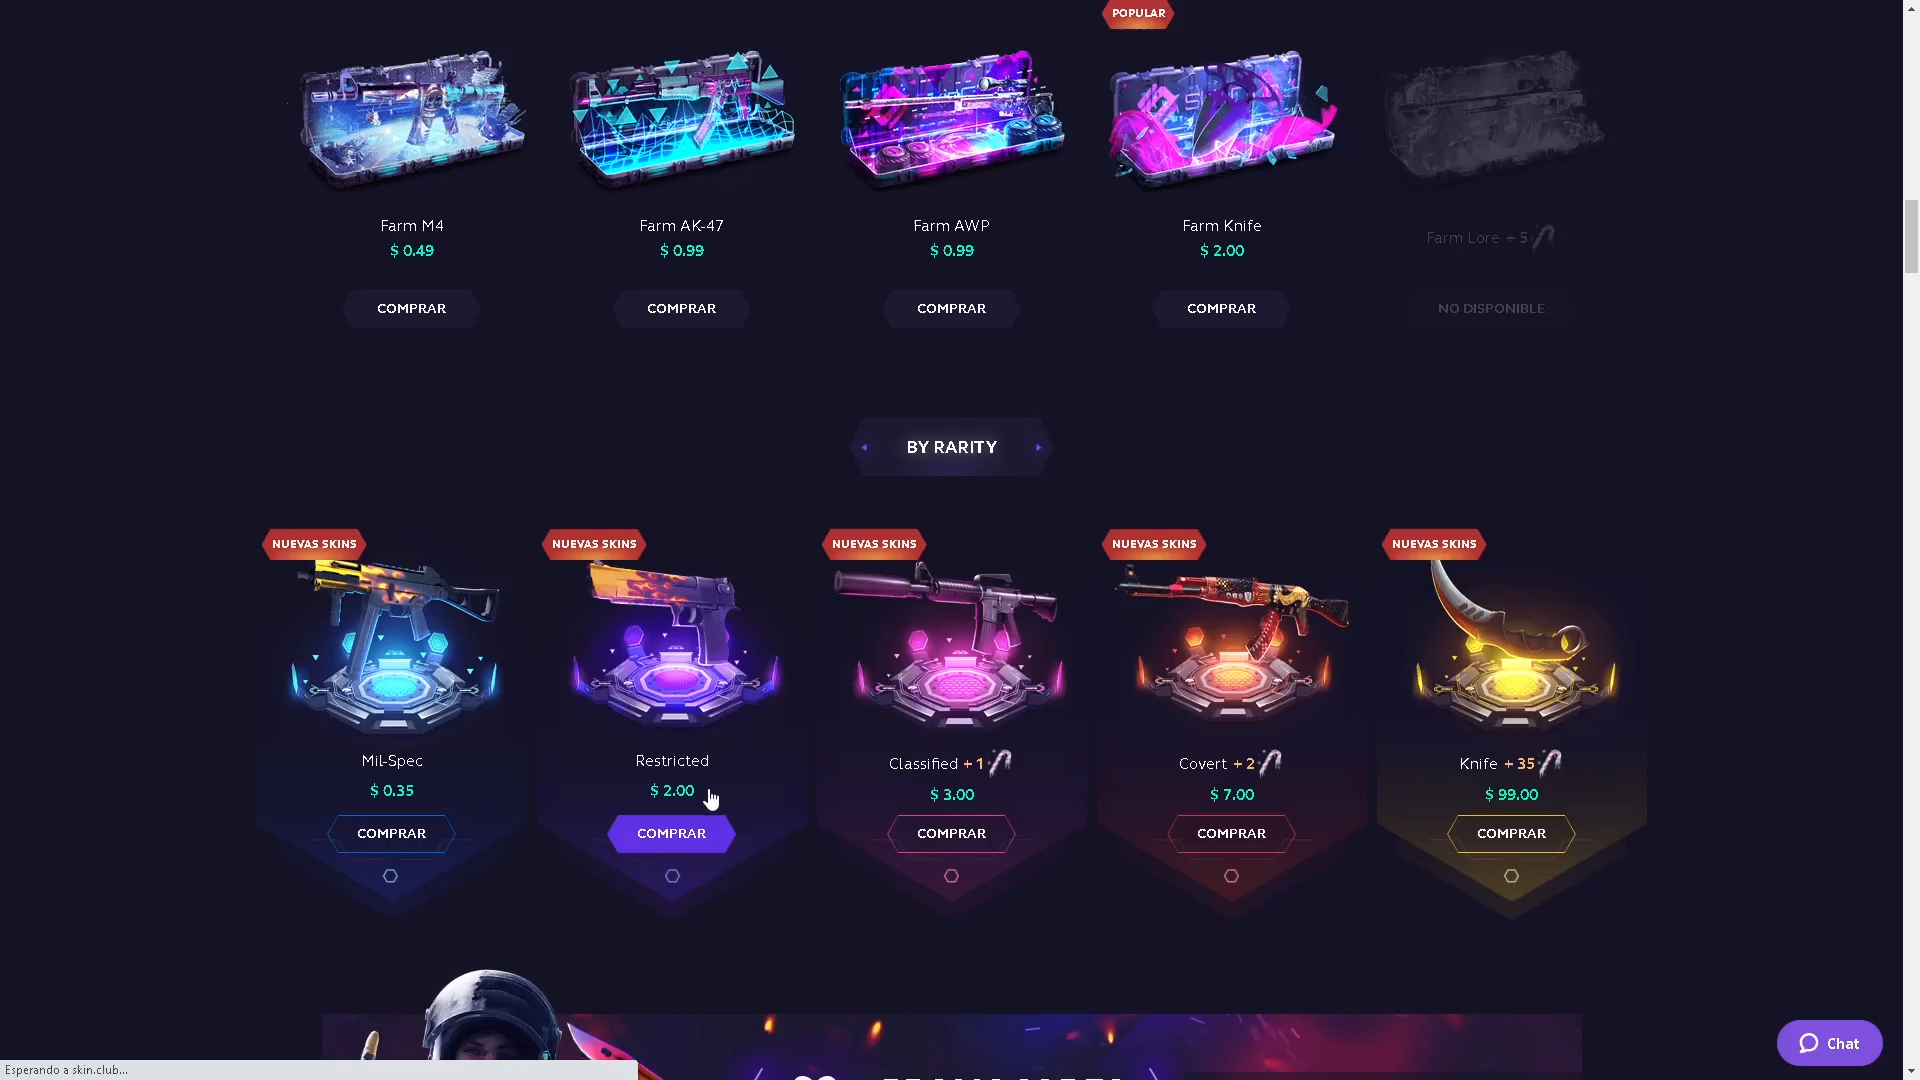 POPULAR
Farm M4
$ 0.49
COMPRAR
Farm AK-47
$ 0.99
COMPRAR
Farm AWP
$ 0.99
COMPRAR
Farm Knife
$ 2.00
COMPRAR
Farm Lore + 5
NO DISPONIBLE
BY RARITY
NUEVAS SKINS
Mil-Spec
$ 0.35
COMPRAR
NUEVAS SKINS
Restricted
$ 2.00
COMPRAR
NUEVAS SKINS
Classified + 1
$ 3.00
COMPRAR
NUEVAS SKINS
Covert + 2
$ 7.00
COMPRAR
NUEVAS SKINS
Knife + 35
$ 99.00
COMPRAR
Chat
Esperando a skin.club...